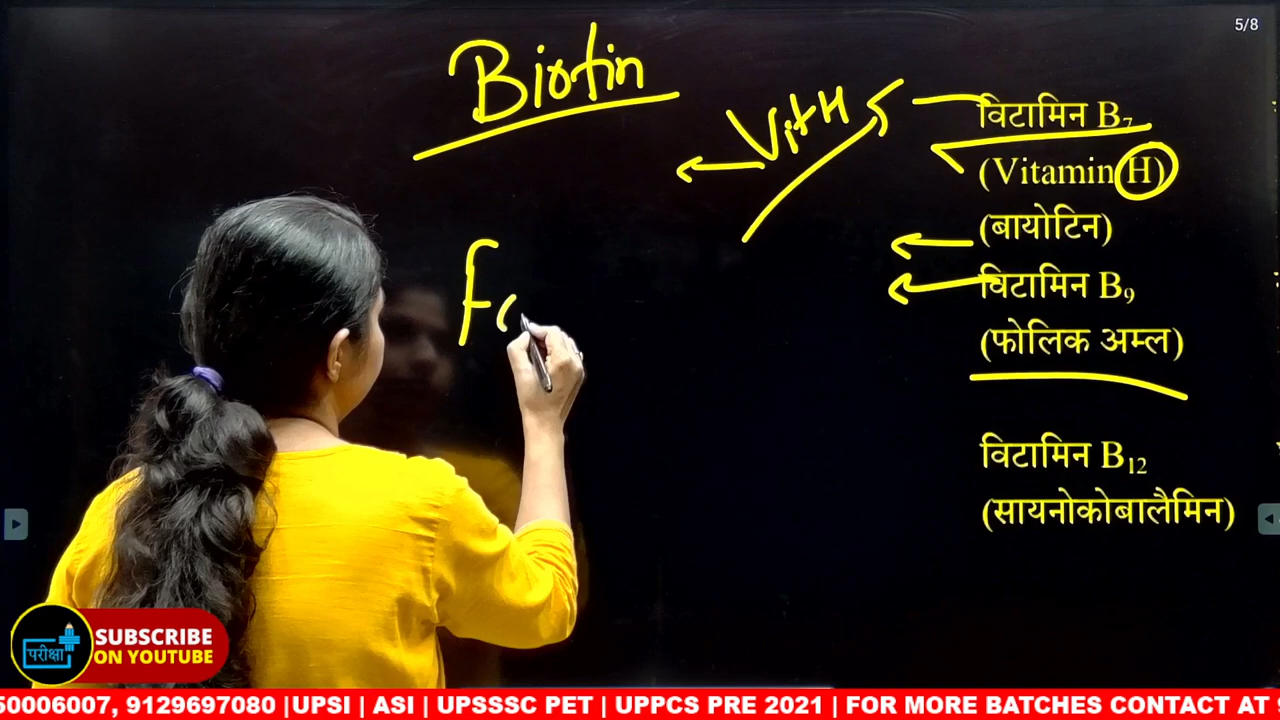 5/8
Biotin
Vit H
विटामिन B₇
(Vitamin H)
(बायोटिन)
विटामिन B₉
(फोलिक अम्ल)
विटामिन B₁₂
(सायनोकोबालैमिन)
Fo
परीक्षा
SUBSCRIBE
ON YOUTUBE
50006007, 9129697080 |UPSI | ASI | UPSSSC PET | UPPCS PRE 2021 | FOR MORE BATCHES CONTACT AT